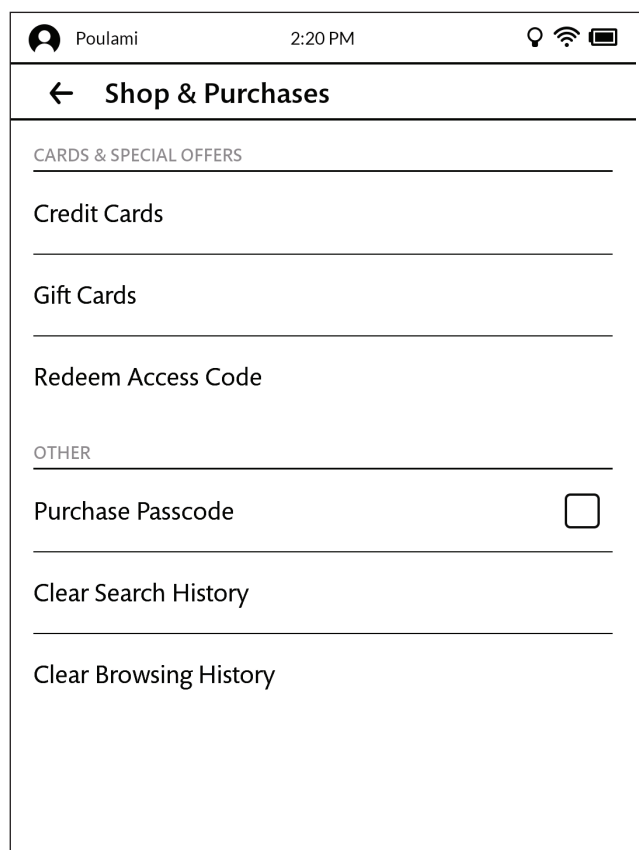 Poulami 2:20 PM
Shop & Purchases
CARDS & SPECIAL OFFERS
Credit Cards
Gift Cards
Redeem Access Code
OTHER
Purchase Passcode
Clear Search History
Clear Browsing History